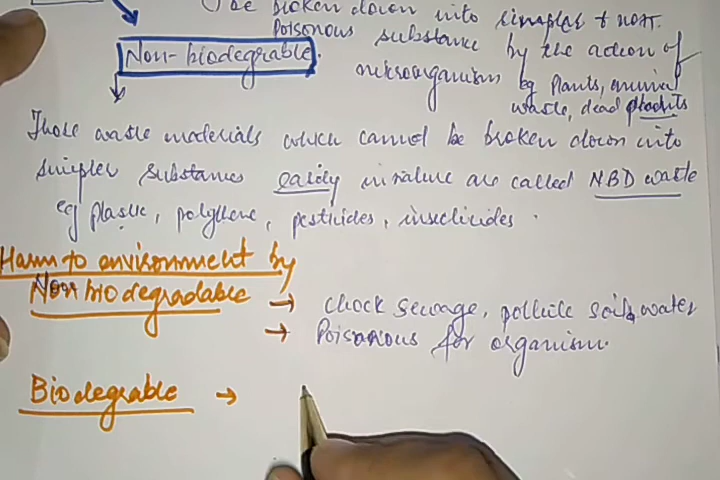 be broken down into simpler & non.
Poisonous substance by the action of
Non-biodegrable.
microorganism eg Plants, animal
waste, dead plants
Those waste materials which cannot be broken down into
simpler substances easily in nature are called NBD waste
eg plastic, polythene, pesticides, insecticides.
Harm to environment by
Non biodegradable → Chock sewage, pollute soil & water
→ Poisonous for organism.
Biodegrable →